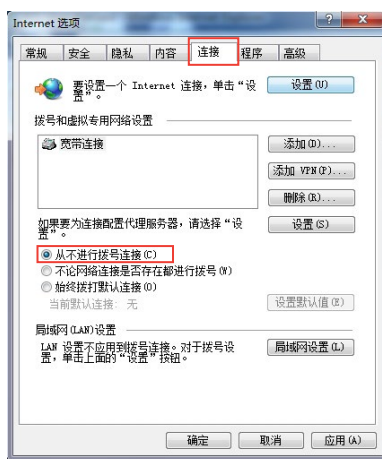 Internet 选项
常规 安全 隐私 内容 连接 程序 高级
要设置一个 Internet 连接，单击“设 设置(U)
置”。
拨号和虚拟专用网络设置
宽带连接 添加(D)...
添加 VPN(P)...
删除(R)...
如果要为连接配置代理服务器，请选择“设 设置(S)
置”。
从不进行拨号连接(C)
不论网络连接是否存在都进行拨号(W)
始终拨打默认连接(O)
当前默认连接： 无 设置默认值(E)
局域网(LAN)设置
LAN 设置不应用到拨号连接。对于拨号设 局域网设置(L)
置，单击上面的“设置”按钮。
确定 取消 应用(A)